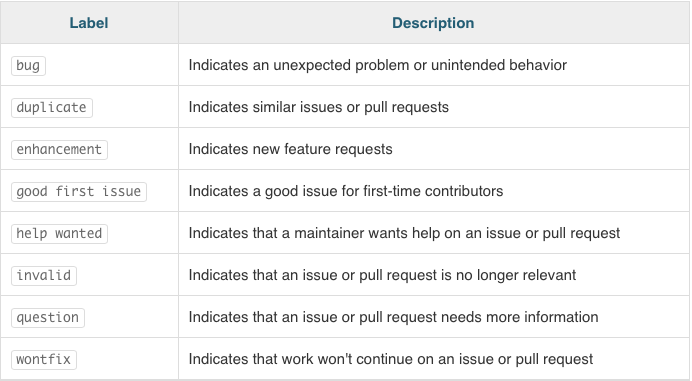 Label Description
bug Indicates an unexpected problem or unintended behavior
duplicate Indicates similar issues or pull requests
enhancement Indicates new feature requests
good first issue Indicates a good issue for first-time contributors
help wanted Indicates that a maintainer wants help on an issue or pull request
invalid Indicates that an issue or pull request is no longer relevant
question Indicates that an issue or pull request needs more information
wontfix Indicates that work won't continue on an issue or pull request